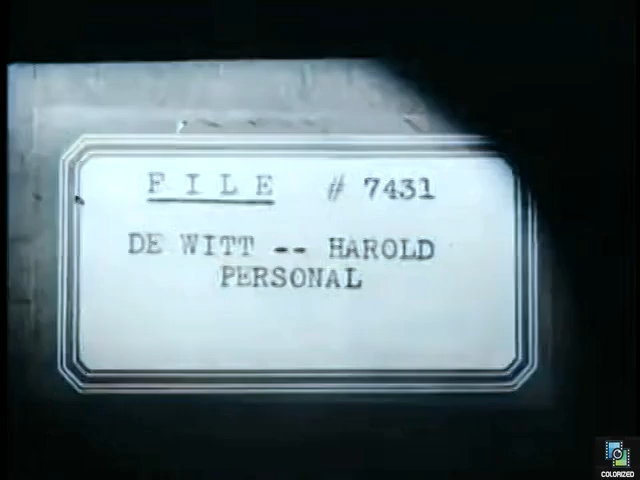 FILE # 7431
DE WITT -- HAROLD
PERSONAL
COLORIZED